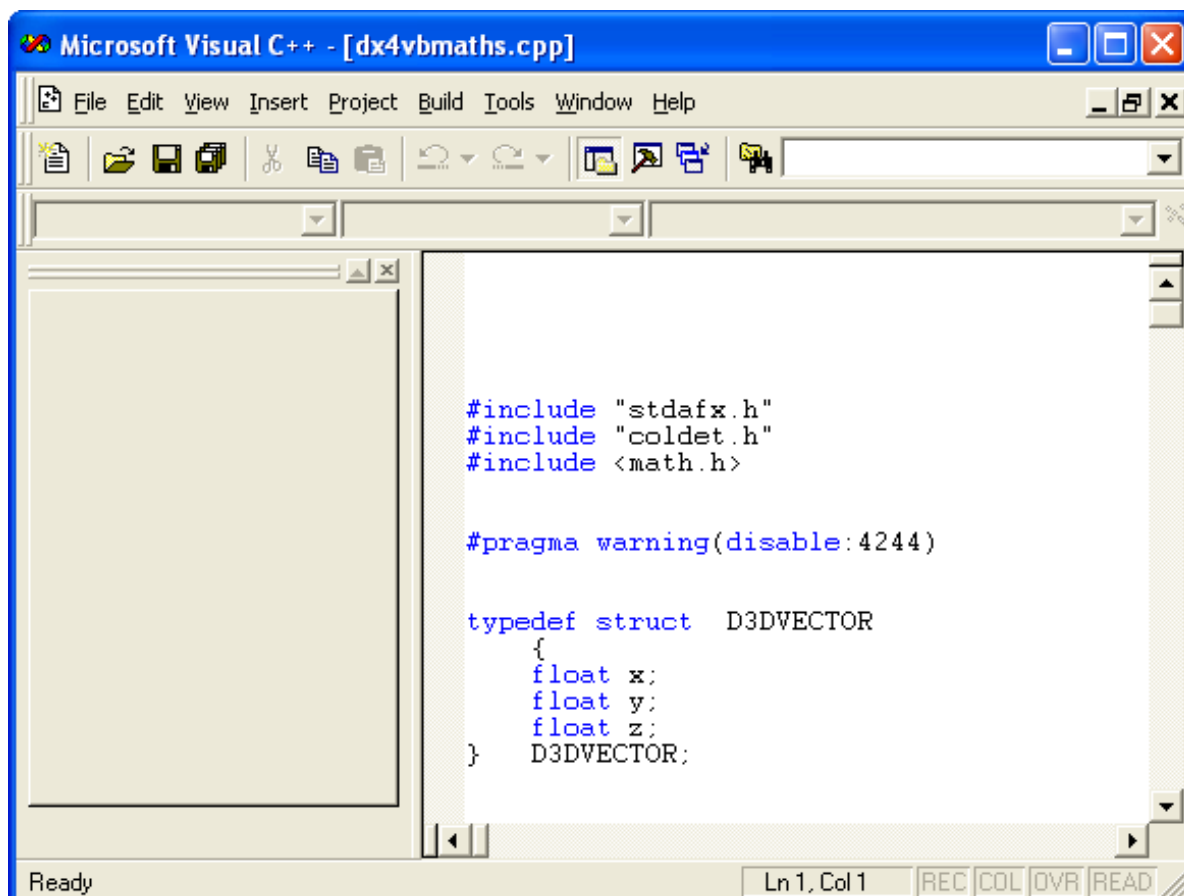 Microsoft Visual C++ - [dx4vbmaths.cpp]
File Edit View Insert Project Build Tools Window Help
#include "stdafx.h"
#include "coldet.h"
#include <math.h>
#pragma warning(disable:4244)
typedef struct  D3DVECTOR
{
float x;
float y;
float z;
}   D3DVECTOR;
Ready
Ln 1, Col 1
REC COL OVR READ